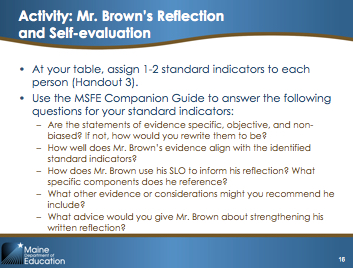 Activity: Mr. Brown's Reflection
and Self-evaluation
• At your table, assign 1-2 standard indicators to each
person (Handout 3).
• Use the MSFE Companion Guide to answer the following
questions for your standard indicators:
– Are the statements of evidence specific, objective, and non-
biased? If not, how would you rewrite them to be?
– How well does Mr. Brown's evidence align with the identified
standard indicators?
– How does Mr. Brown use his SLO to inform his reflection? What
specific components does he reference?
– What other evidence or considerations might you recommend he
include?
– What advice would you give Mr. Brown about strengthening his
written reflection?
Maine
Department of
Education
16